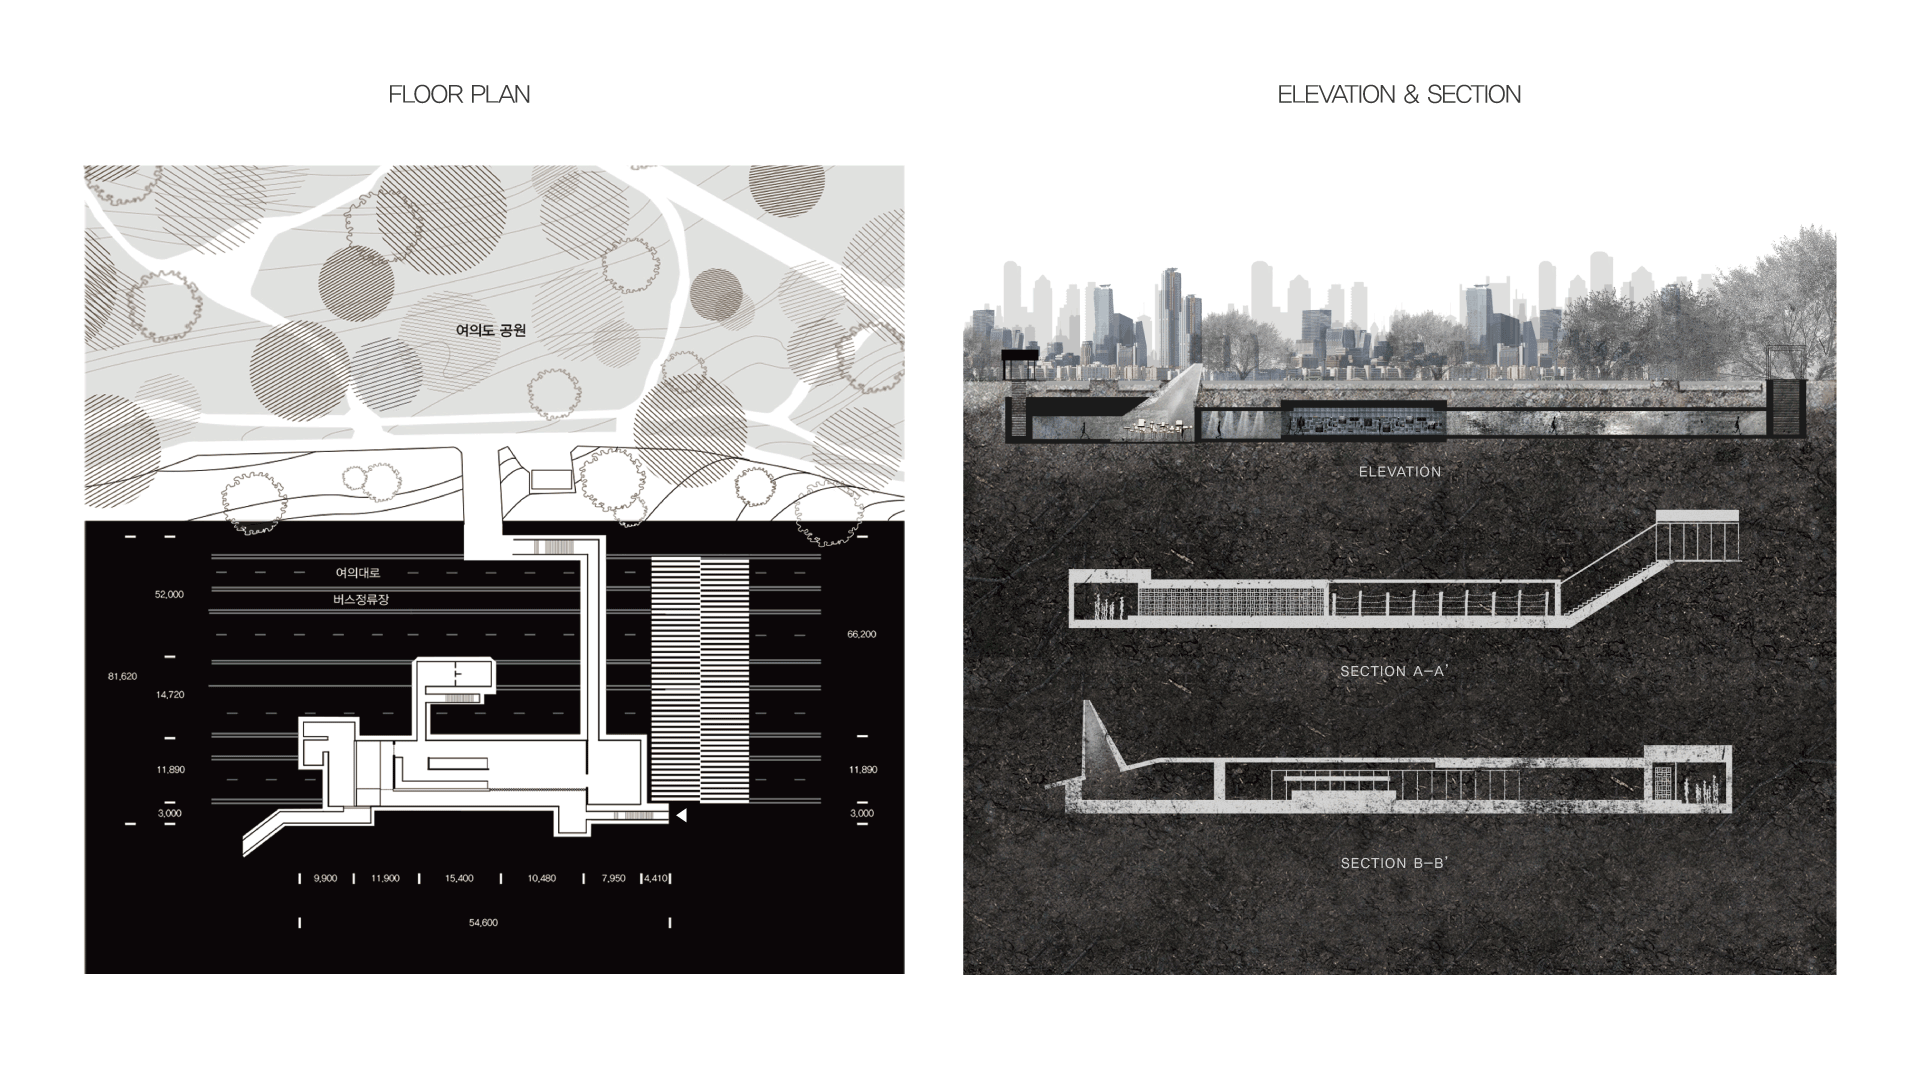 FLOOR PLAN
여의도 공원
여의대로
버스정류장
52,000
66,200
81,620
14,720
11,890
11,890
3,000
3,000
9,900 11,900 15,400 10,480 7,950 4,410
54,600
ELEVATION & SECTION
ELEVATION
SECTION A–A’
SECTION B–B’